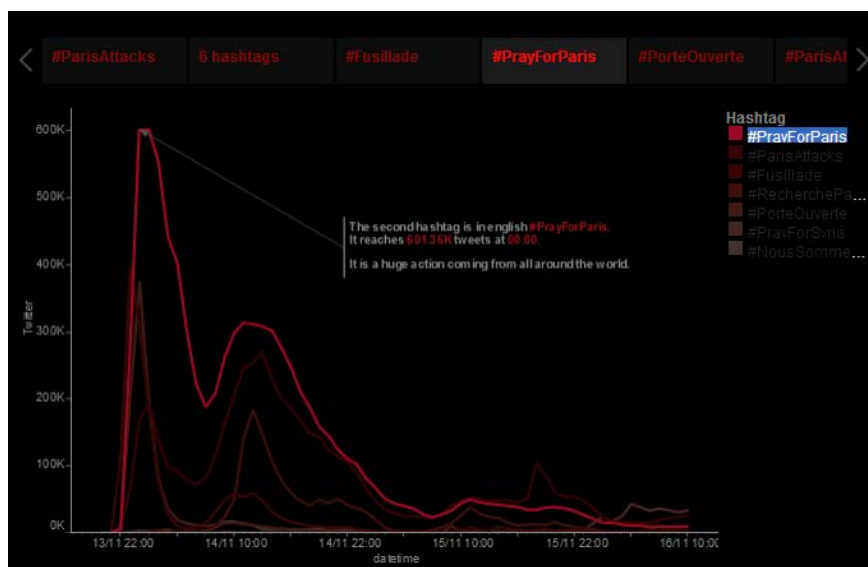 #ParisAttacks
6 hashtags
#Fusillade
#PrayForParis
#PorteOuverte
#ParisAt
Hashtag
#PrayForParis
#ParisAttacks
#Fusillade
#RecherchePa...
#PorteOuverte
#PrayForSyria
#NousSomme...
600K
500K
400K
300K
200K
100K
0K
Twitter
The second hashtag is in english #PrayForParis.
It reaches 601.36K tweets at 00:00.
It is a huge action coming from all around the world.
13/11 22:00
14/11 10:00
14/11 22:00
15/11 10:00
15/11 22:00
16/11 10:00
datetime